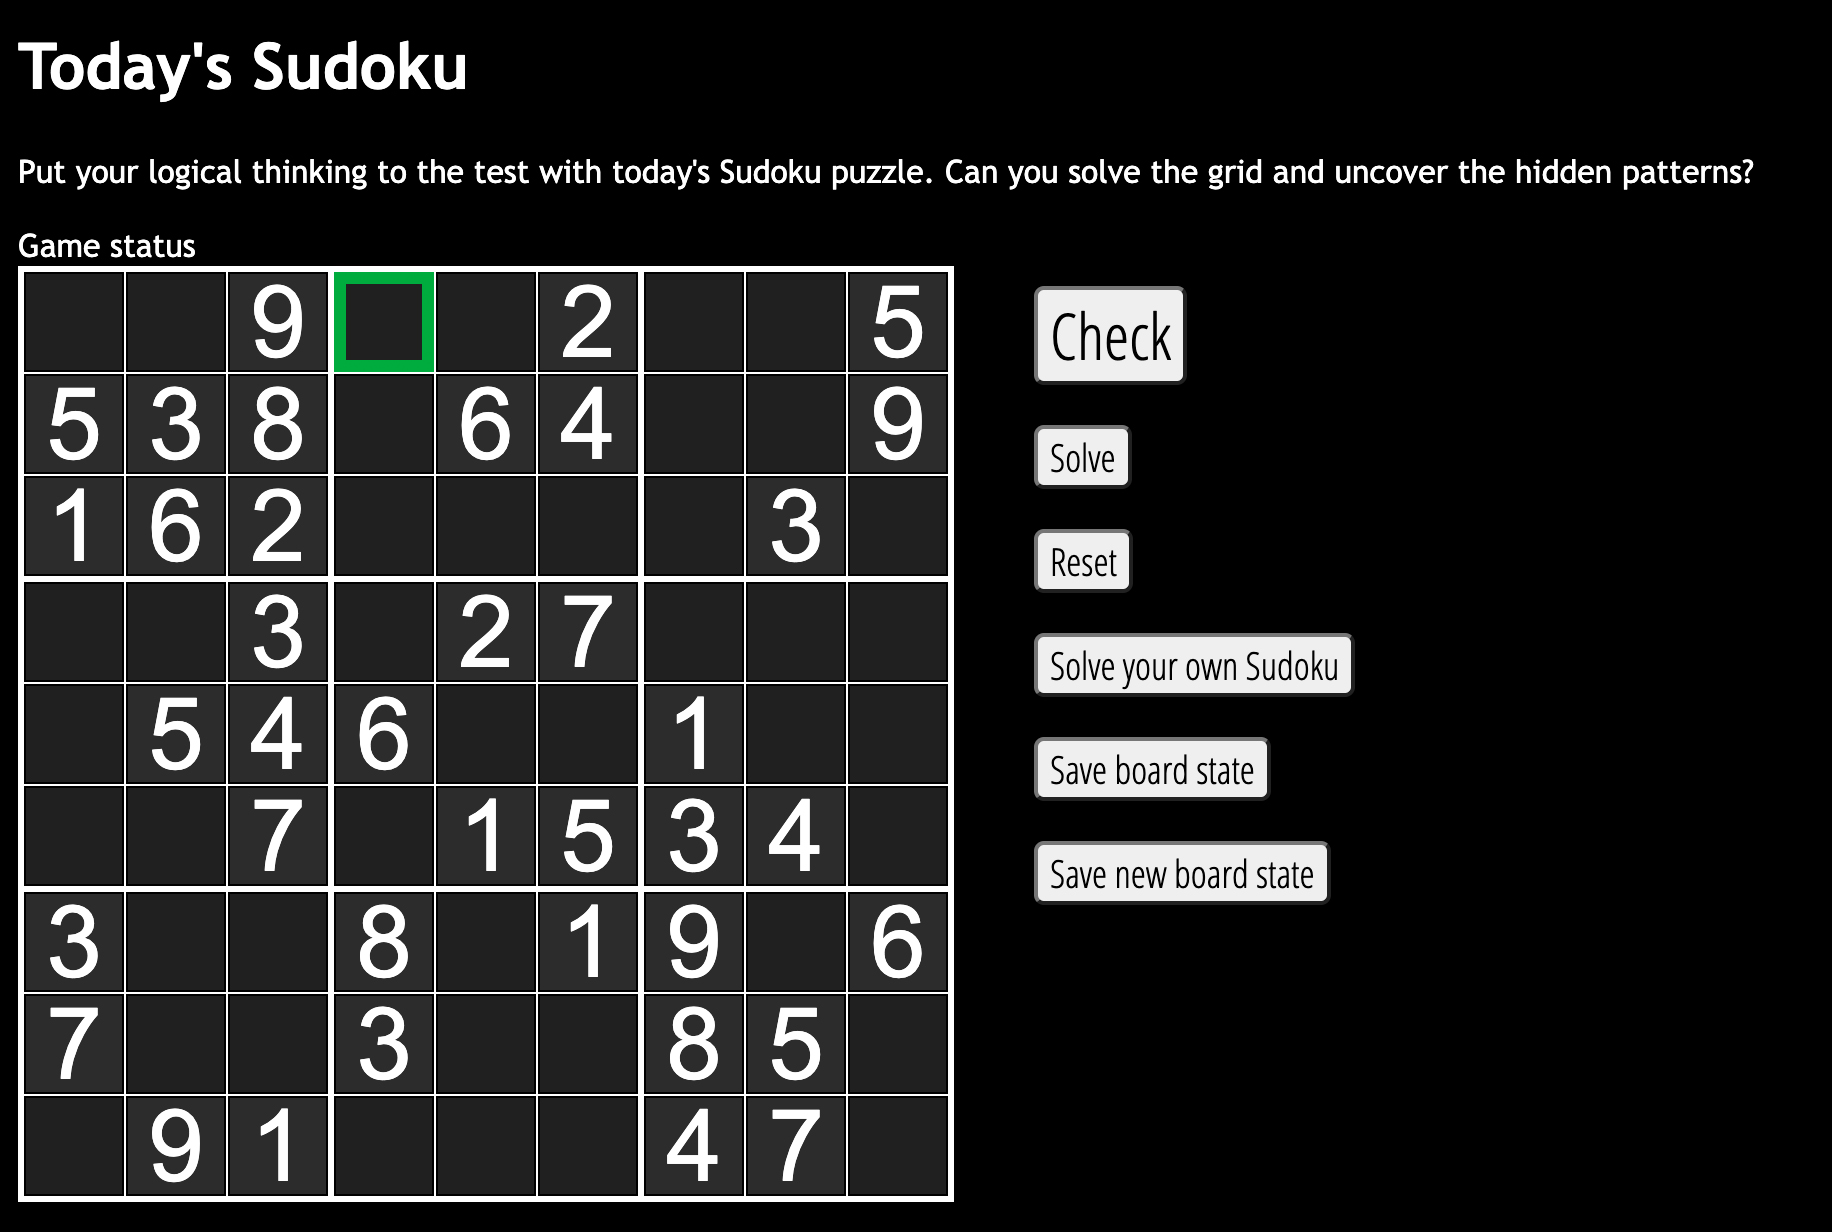 Today's Sudoku
Put your logical thinking to the test with today's Sudoku puzzle. Can you solve the grid and uncover the hidden patterns?
Game status
9 2 5
5 3 8 6 4 9
1 6 2 3
3 2 7
5 4 6 1
7 1 5 3 4
3 8 1 9 6
7 3 8 5
9 1 4 7
Check
Solve
Reset
Solve your own Sudoku
Save board state
Save new board state